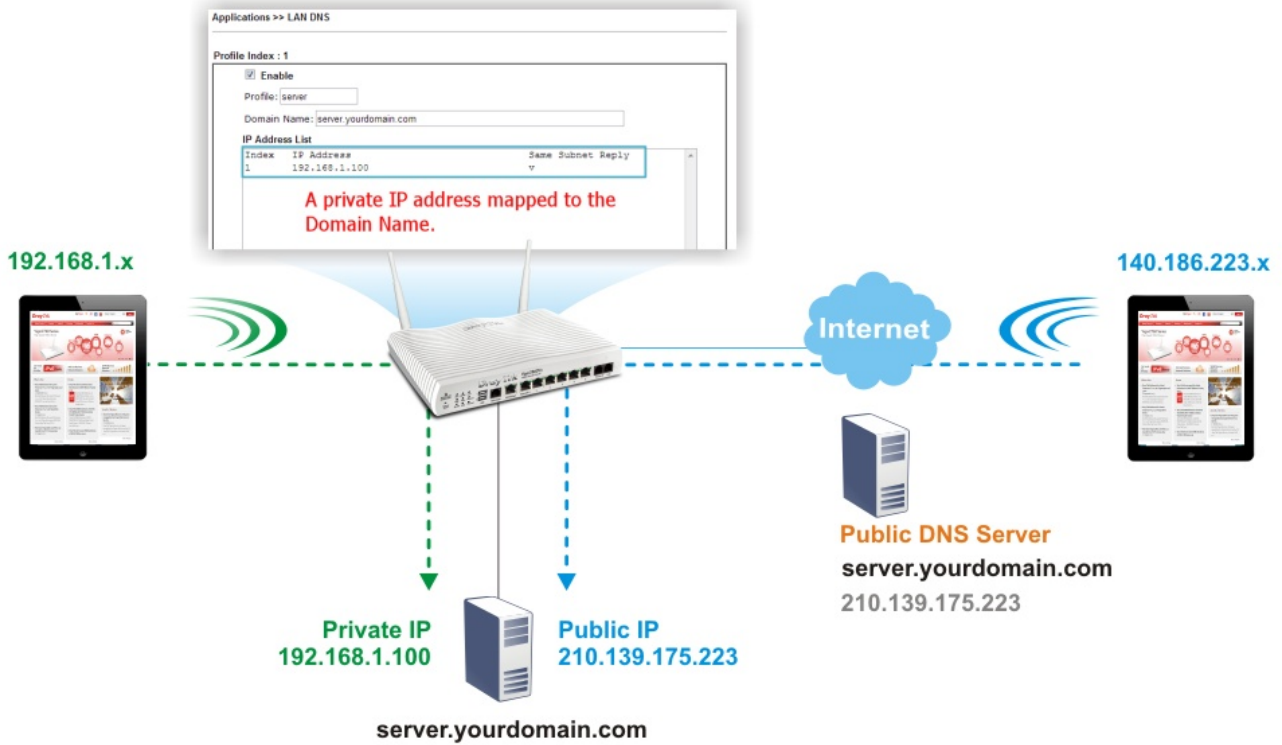 Applications >> LAN DNS
Profile Index : 1
Enable
Profile: server
Domain Name: server.yourdomain.com
IP Address List
Index IP Address Same Subnet Reply
1 192.168.1.100 v
A private IP address mapped to the
Domain Name.
192.168.1.x
140.186.223.x
Internet
Public DNS Server
server.yourdomain.com
210.139.175.223
Private IP
192.168.1.100
Public IP
210.139.175.223
server.yourdomain.com